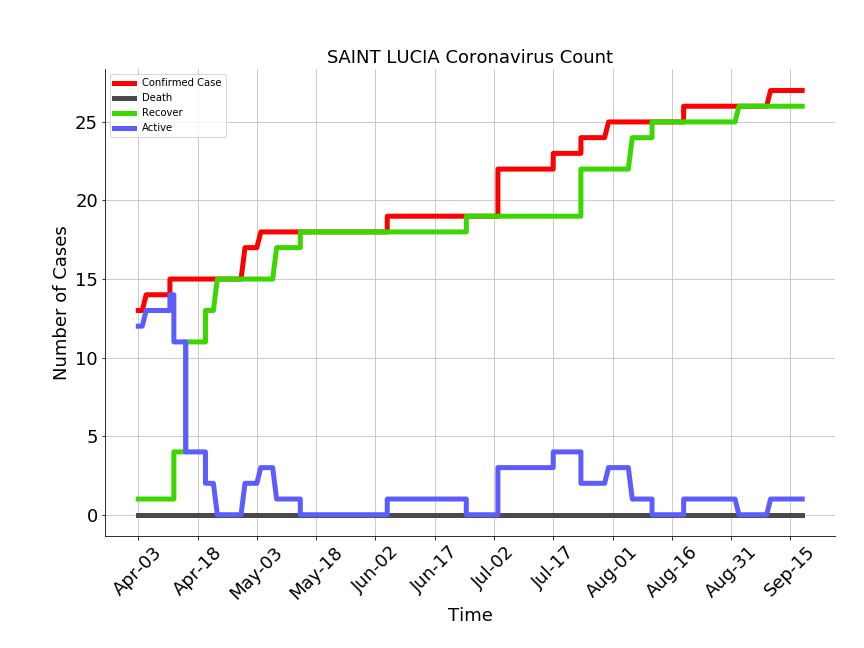 SAINT LUCIA Coronavirus Count
Confirmed Case
Death
Recover
Active
Number of Cases
25
20
15
10
5
0
Apr-03
Apr-18
May-03
May-18
Jun-02
Jun-17
Jul-02
Jul-17
Aug-01
Aug-16
Aug-31
Sep-15
Time